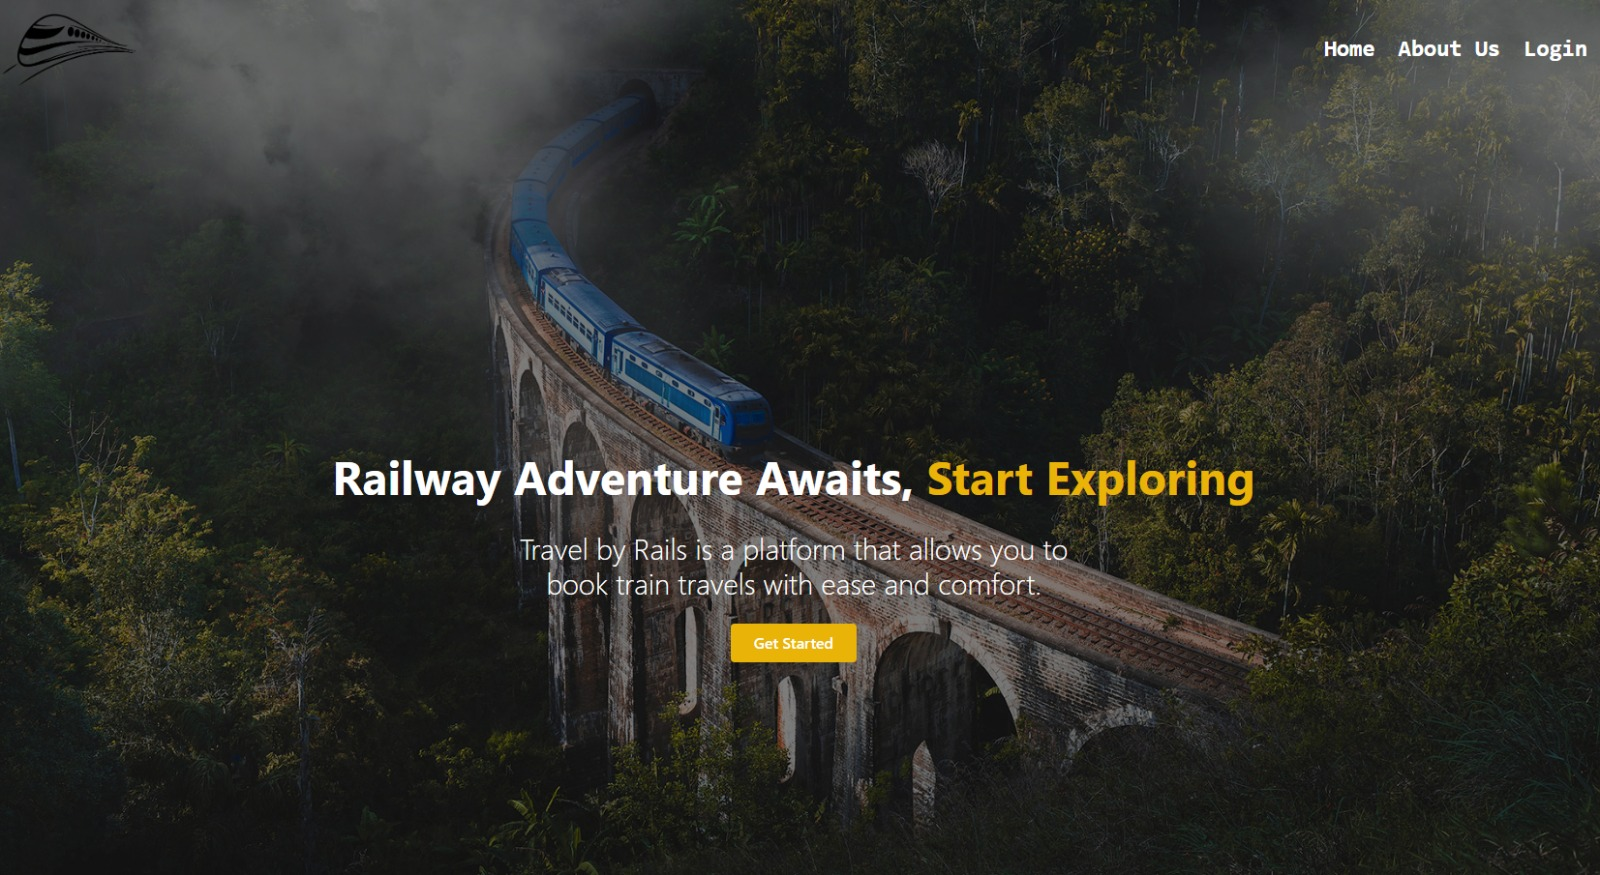 Home About Us Login
Railway Adventure Awaits, Start Exploring
Travel by Rails is a platform that allows you to
book train travels with ease and comfort.
Get Started